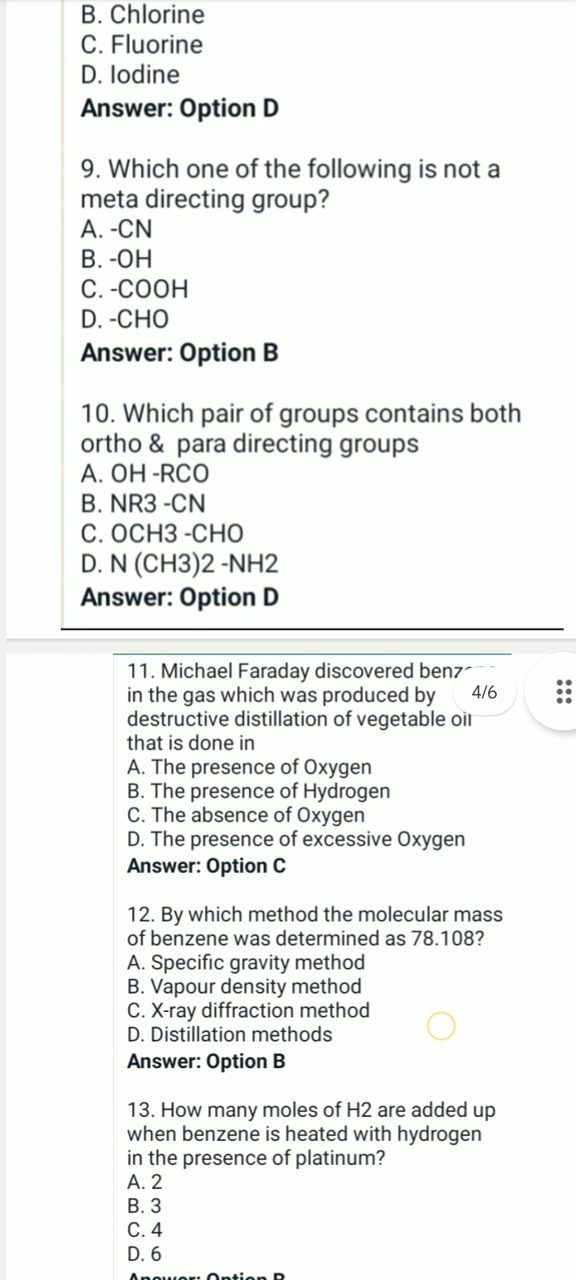 B. Chlorine
C. Fluorine
D. Iodine
Answer: Option D
9. Which one of the following is not a
meta directing group?
A. -CN
B. -OH
C. -COOH
D. -CHO
Answer: Option B
10. Which pair of groups contains both
ortho & para directing groups
A. OH -RCO
B. NR3 -CN
C. OCH3 -CHO
D. N (CH3)2 -NH2
Answer: Option D
11. Michael Faraday discovered
in the gas which was produced by
4/6
destructive distillation of vegetable oil
that is done in
A. The presence of Oxygen
B. The presence of Hydrogen
C. The absence of Oxygen
D. The presence of excessive Oxygen
Answer: Option C
12. By which method the molecular mass
of benzene was determined as 78.108?
A. Specific gravity method
B. Vapour density method
C. X-ray diffraction method
D. Distillation methods
Answer: Option B
13. How many moles of H2 are added up
when benzene is heated with hydrogen
in the presence of platinum?
A. 2
B. 3
C. 4
D. 6
Answer: Option